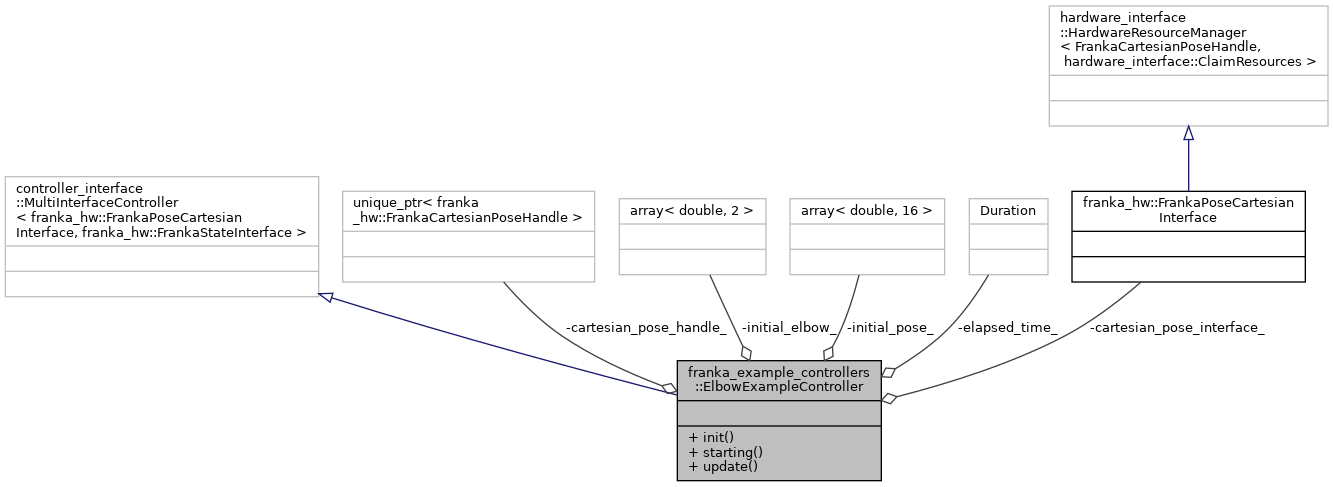 hardware_interface
::HardwareResourceManager
< FrankaCartesianPoseHandle,
hardware_interface::ClaimResources >
controller_interface
::MultiInterfaceController
< franka_hw::FrankaPoseCartesian
Interface, franka_hw::FrankaStateInterface >
unique_ptr< franka
_hw::FrankaCartesianPoseHandle >
array< double, 2 >
array< double, 16 >
Duration
franka_hw::FrankaPoseCartesian
Interface
-cartesian_pose_handle_
-initial_elbow_
-initial_pose_
-elapsed_time_
-cartesian_pose_interface_
franka_example_controllers
::ElbowExampleController
+ init()
+ starting()
+ update()